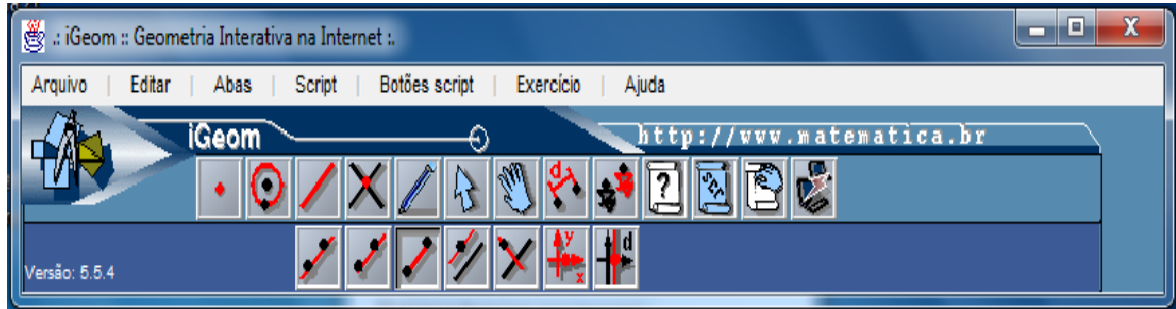 .: iGeom :: Geometria Interativa na Internet :.
Arquivo | Editar | Abas | Script | Botões script | Exercício | Ajuda
iGeom http://www.matematica.br
d ?
y x d
Versão: 5.5.4